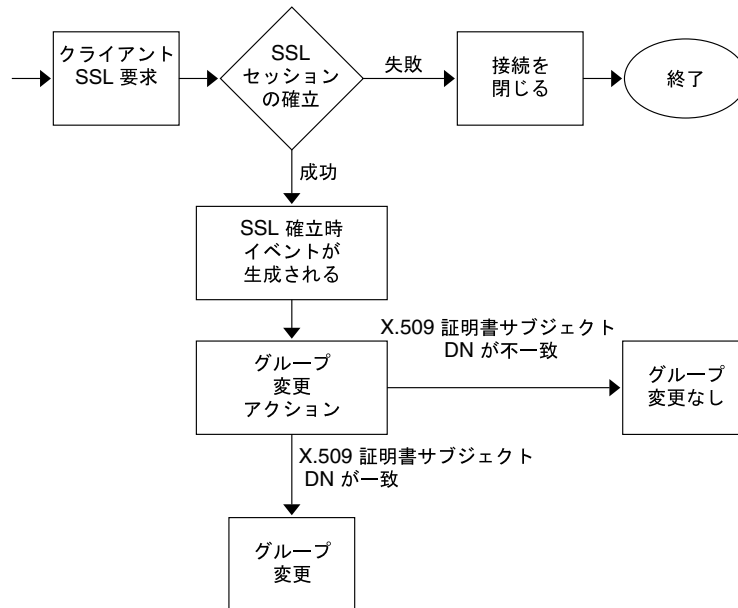 クライアント
SSL 要求
SSL
セッション
の確立
失敗
接続を
閉じる
終了
成功
SSL 確立時
イベントが
生成される
X.509 証明書サブジェクト
DN が不一致
グループ
変更
アクション
グループ
変更なし
X.509 証明書サブジェクト
DN が一致
グループ
変更